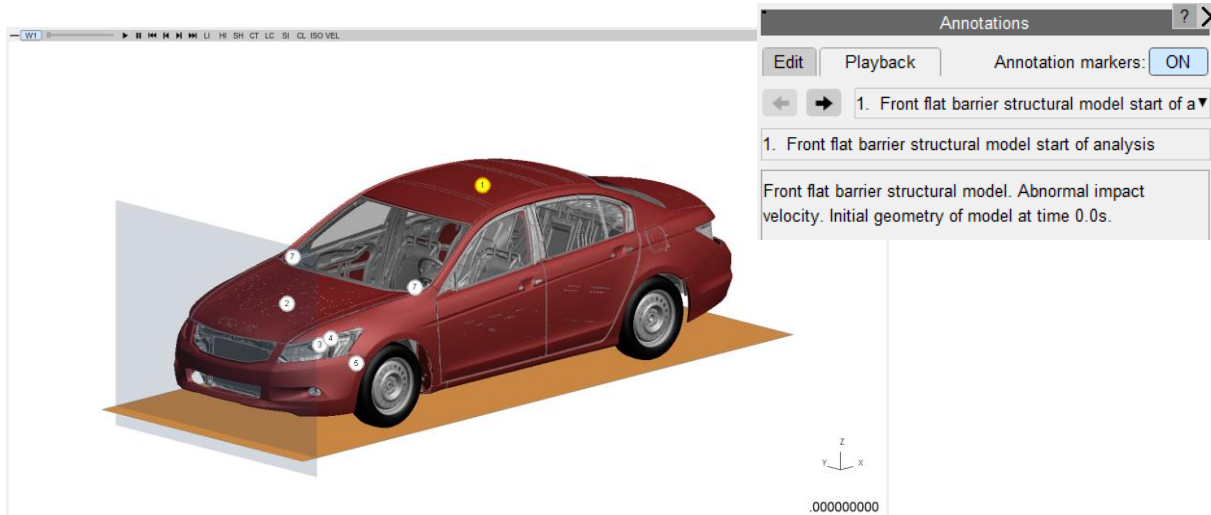 W1 LI HI SH CT LC SI CL ISO VEL
Annotations ?
Edit Playback Annotation markers: ON
1. Front flat barrier structural model start of a
1. Front flat barrier structural model start of analysis
Front flat barrier structural model. Abnormal impact
velocity. Initial geometry of model at time 0.0s.
1
7
7
2
4
3
5
Z
Y X
.000000000